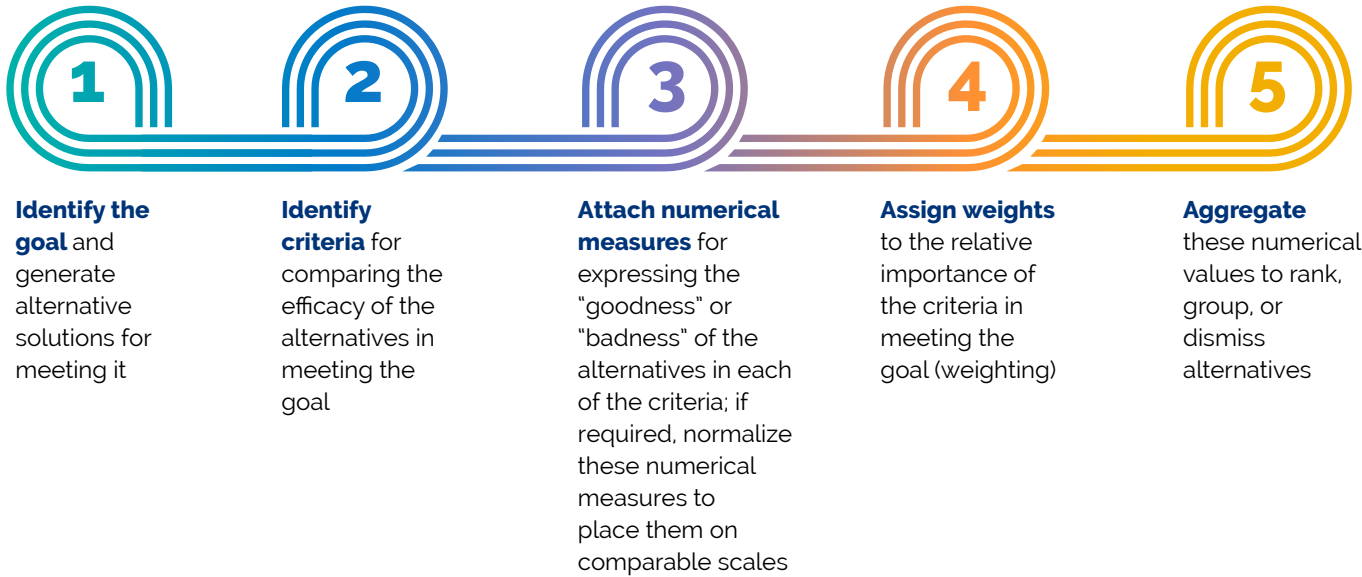 1
Identify the
goal and
generate
alternative
solutions for
meeting it
2
Identify
criteria for
comparing the
efficacy of the
alternatives in
meeting the
goal
3
Attach numerical
measures for
expressing the
“goodness” or
“badness” of the
alternatives in each
of the criteria; if
required, normalize
these numerical
measures to
place them on
comparable scales
4
Assign weights
to the relative
importance of
the criteria in
meeting the
goal (weighting)
5
Aggregate
these numerical
values to rank,
group, or
dismiss
alternatives